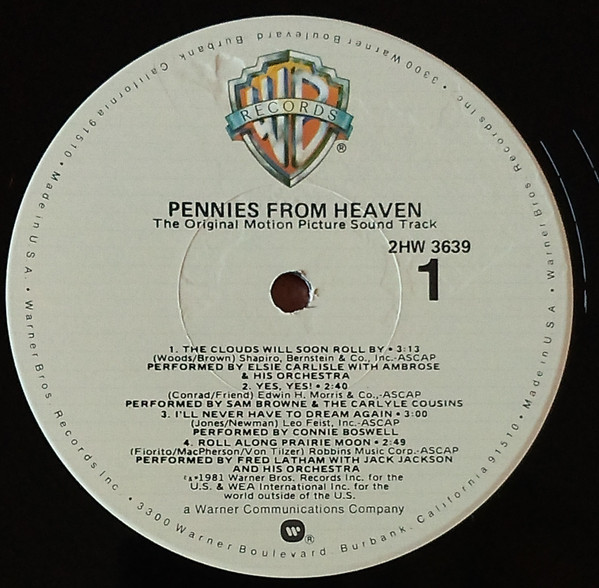 WB
RECORDS
®
PENNIES FROM HEAVEN
The Original Motion Picture Sound Track
2HW 3639
1
1. THE CLOUDS WILL SOON ROLL BY • 3:13
(Woods/Brown) Shapiro, Bernstein & Co., Inc.-ASCAP
PERFORMED BY ELSIE CARLISLE WITH AMBROSE
& HIS ORCHESTRA
2. YES, YES! • 2:40
(Conrad/Friend) Edwin H. Morris & Co.,-ASCAP
PERFORMED BY SAM BROWNE & THE CARLYLE COUSINS
3. I'LL NEVER HAVE TO DREAM AGAIN • 3:00
(Jones/Newman) Leo Feist, Inc.-ASCAP
PERFORMED BY CONNIE BOSWELL
4. ROLL ALONG PRAIRIE MOON • 2:49
(Fiorito/MacPherson/Von Tilzer) Robbins Music Corp.-ASCAP
PERFORMED BY FRED LATHAM WITH JACK JACKSON
AND HIS ORCHESTRA
1981 Warner Bros. Records Inc. for the
U.S. & WEA International Inc. for the
world outside of the U.S.
a Warner Communications Company
®
Warner Bros. Records Inc. • 3300 Warner Boulevard, Burbank, California 91510 • Made in U.S.A. •
Warner Bros. Records Inc. • 3300 Warner Boulevard, Burbank, California 91510 • Made in U.S.A. •